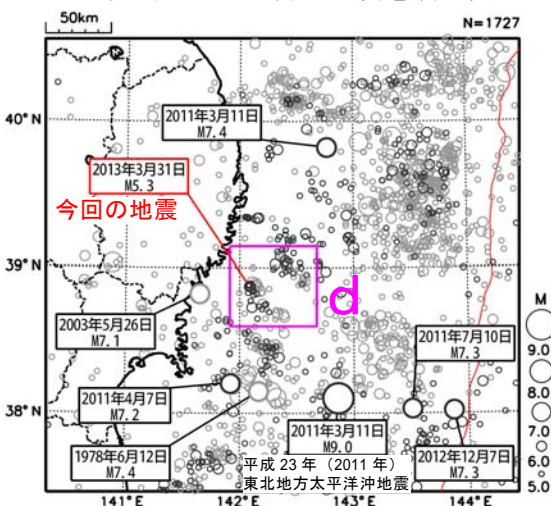 50km
N=1727
40°N
2011年3月11日
M7.4
2013年3月31日
M5.3
今回の地震
39°N
d
2003年5月26日
M7.1
2011年7月10日
M7.3
M
9.0
8.0
7.0
6.0
5.0
2011年4月7日
M7.2
38°N
2011年3月11日
M9.0
1978年6月12日
M7.4
平成 23 年（2011 年）
東北地方太平洋沖地震
2012年12月7日
M7.3
141°E
142°E
143°E
144°E